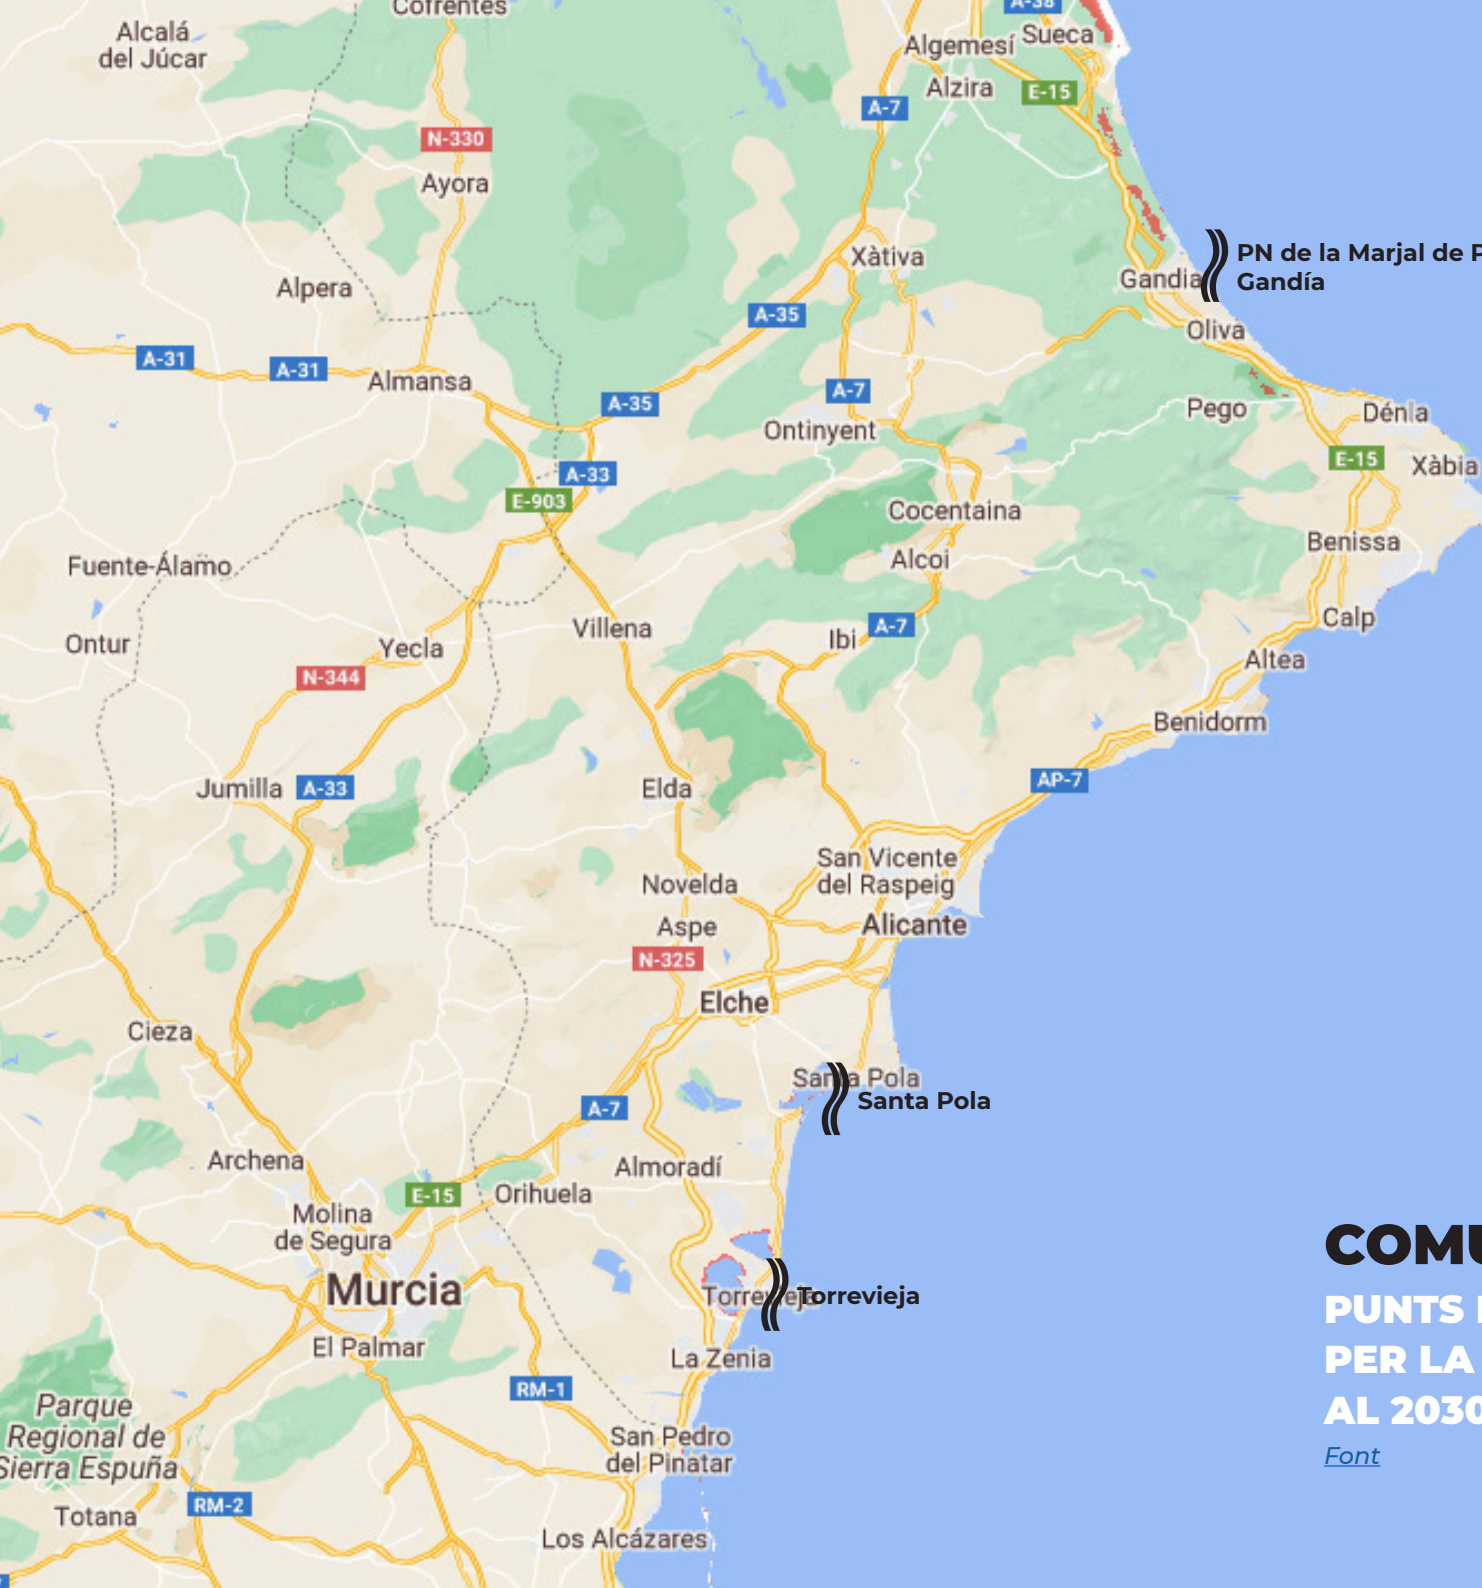 Cofrentes
A-38
Alcalá
del Júcar
Sueca
Algemesí
Alzira
E-15
A-7
N-330
Ayora
Xàtiva
PN de la Marjal de P
Gandía
Gandia
Alpera
A-35
Oliva
A-31
A-31
Almansa
A-35
A-7
Pego
Dénla
Ontinyent
E-15
Xàbia
A-33
E-903
Cocentaina
Benissa
Alcoi
Fuente-Álamo
Calp
Villena
A-7
Ibi
Ontur
Yecla
Altea
N-344
Benidorm
AP-7
Jumilla
A-33
Elda
San Vicente
del Raspeig
Novelda
Aspe
Alicante
N-325
Elche
Cieza
Santa Pola
Santa Pola
A-7
Archena
Almoradí
E-15
Orihuela
Molina
de Segura
COMU
Murcia
Torrevieja
Torrevieja
PUNTS
El Palmar
La Zenia
PER LA
RM-1
Parque
Regional de
Sierra Espuña
AL 2030
San Pedro
del Pinatar
Font
RM-2
Totana
Los Alcázares